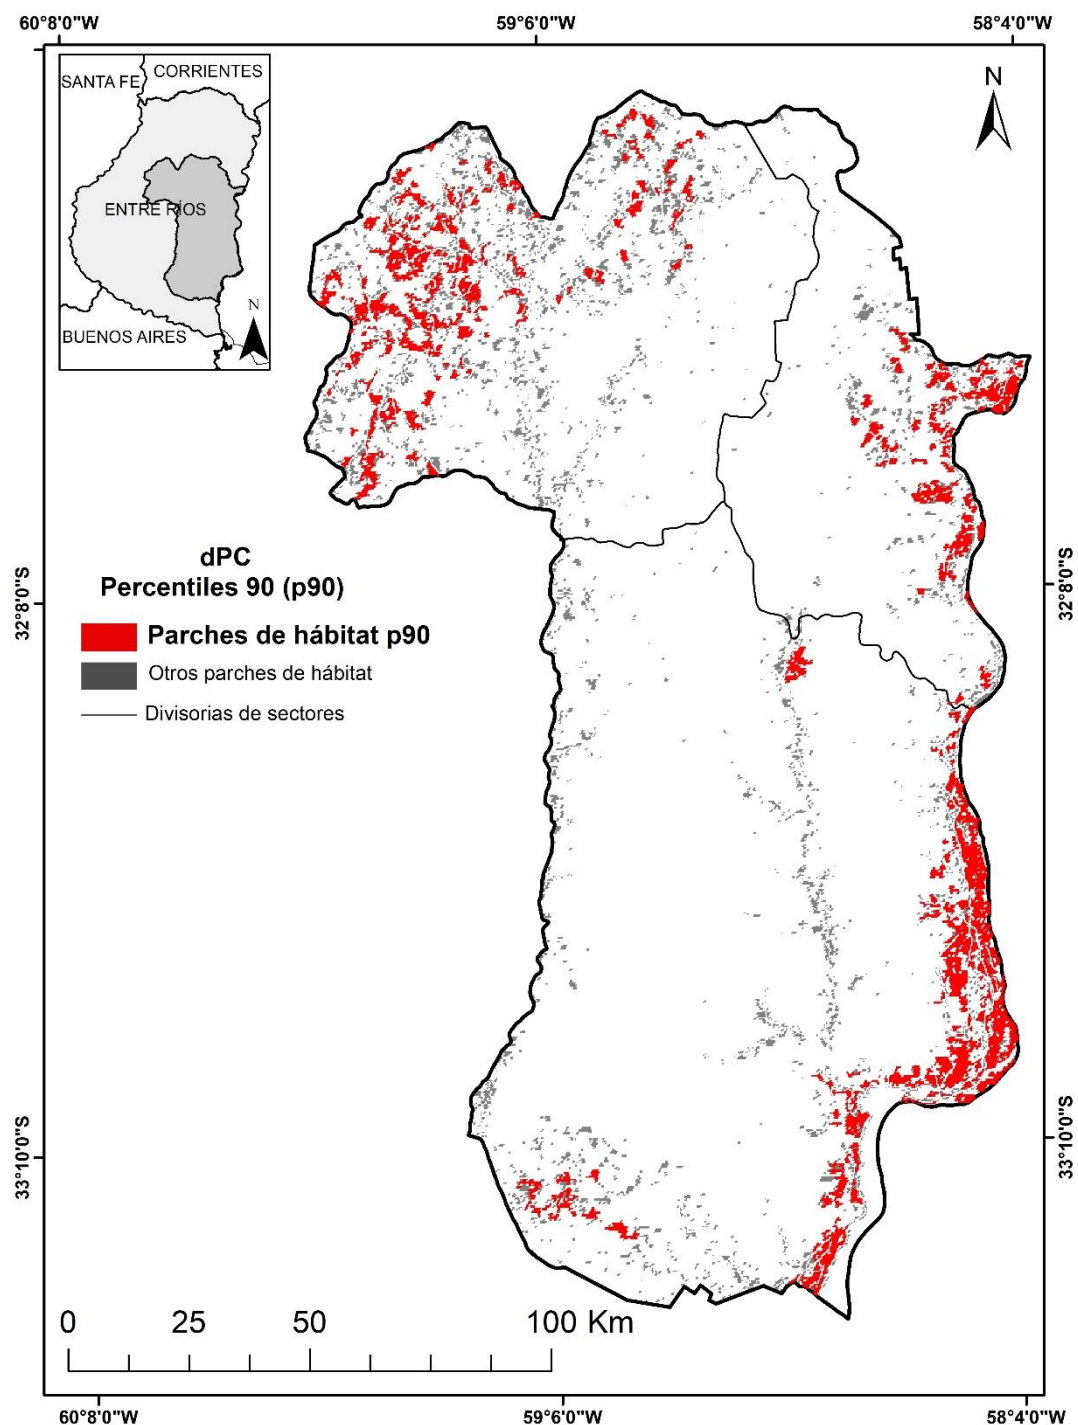 60°8'0"W 59°6'0"W 58°4'0"W
SANTA FE CORRIENTES
N
ENTRE RÍOS
N
BUENOS AIRES
dPC
Percentiles 90 (p90)
32°8'0"S 32°8'0"S
Parches de hábitat p90
Otros parches de hábitat
Divisorias de sectores
33°10'0"S 33°10'0"S
0 25 50 100 Km
60°8'0"W 59°6'0"W 58°4'0"W